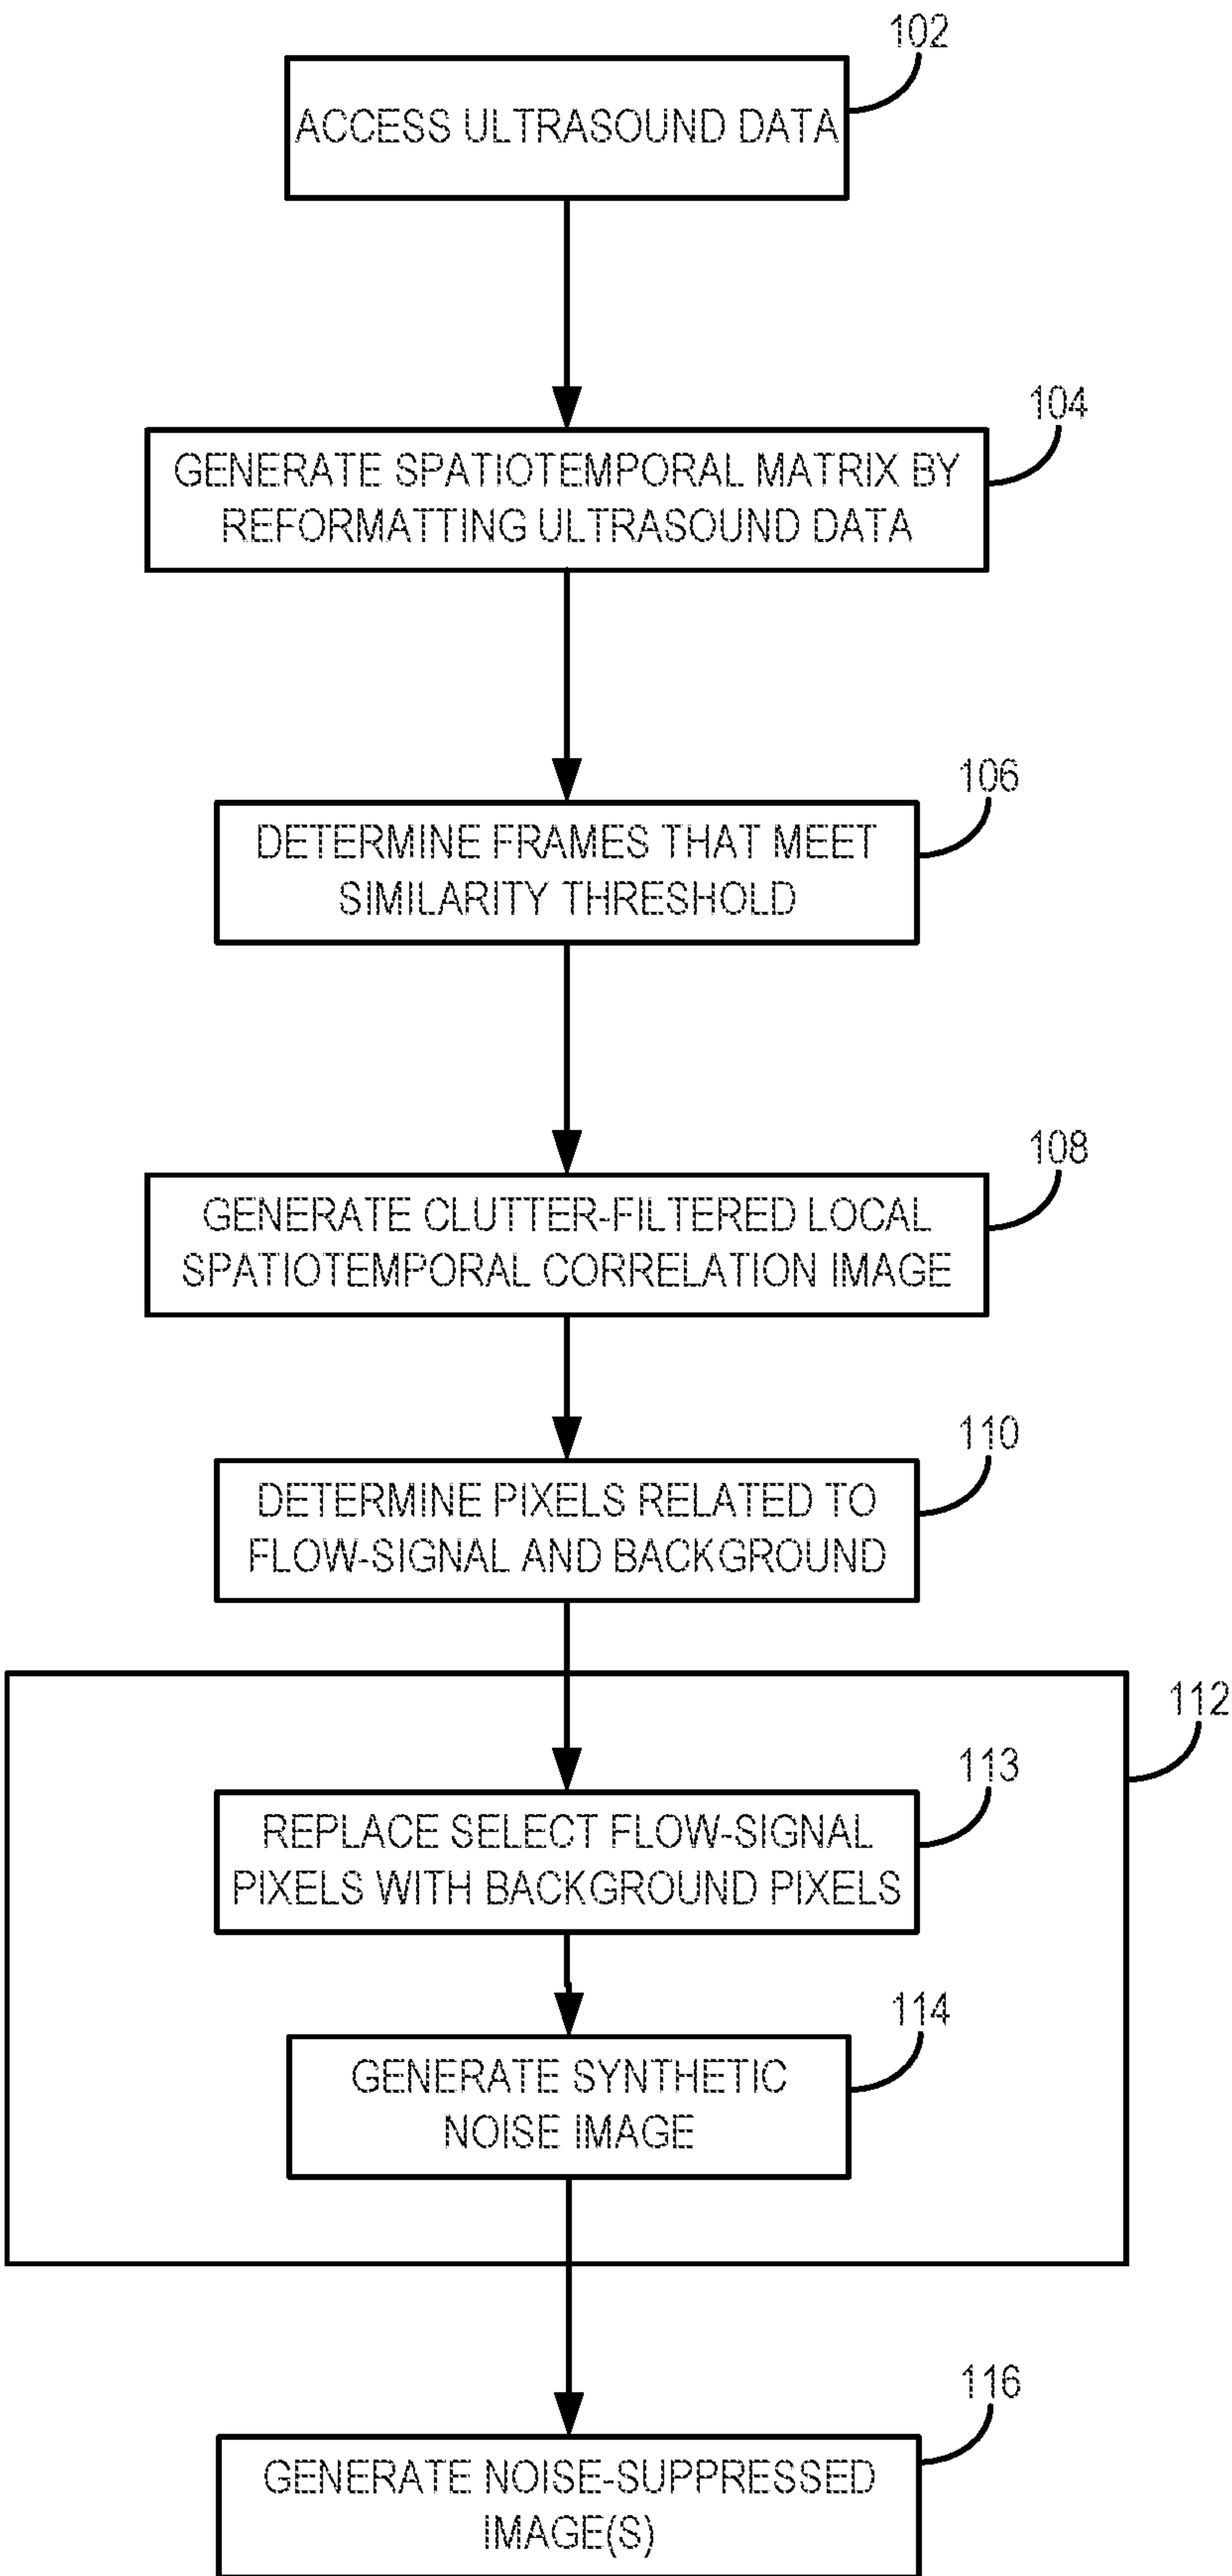 102
ACCESS ULTRASOUND DATA
104
GENERATE SPATIOTEMPORAL MATRIX BY
REFORMATTING ULTRASOUND DATA
106
DETERMINE FRAMES THAT MEET
SIMILARITY THRESHOLD
108
GENERATE CLUTTER-FILTERED LOCAL
SPATIOTEMPORAL CORRELATION IMAGE
110
DETERMINE PIXELS RELATED TO
FLOW-SIGNAL AND BACKGROUND
112
113
REPLACE SELECT FLOW-SIGNAL
PIXELS WITH BACKGROUND PIXELS
114
GENERATE SYNTHETIC
NOISE IMAGE
116
GENERATE NOISE-SUPPRESSED
IMAGE(S)